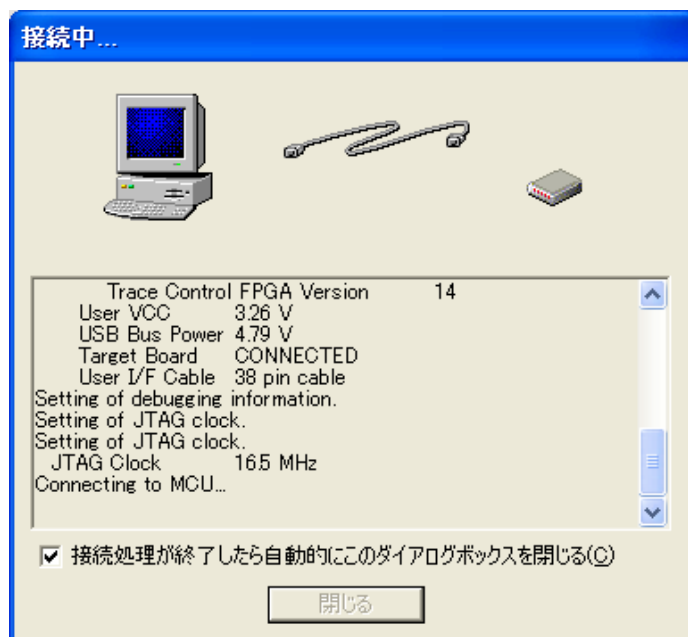 接続中...
Trace Control FPGA Version 14
User VCC 3.26 V
USB Bus Power 4.79 V
Target Board CONNECTED
User I/F Cable 38 pin cable
Setting of debugging information.
Setting of JTAG clock.
Setting of JTAG clock.
JTAG Clock 16.5 MHz
Connecting to MCU...
接続処理が終了したら自動的にこのダイアログボックスを閉じる(C)
閉じる